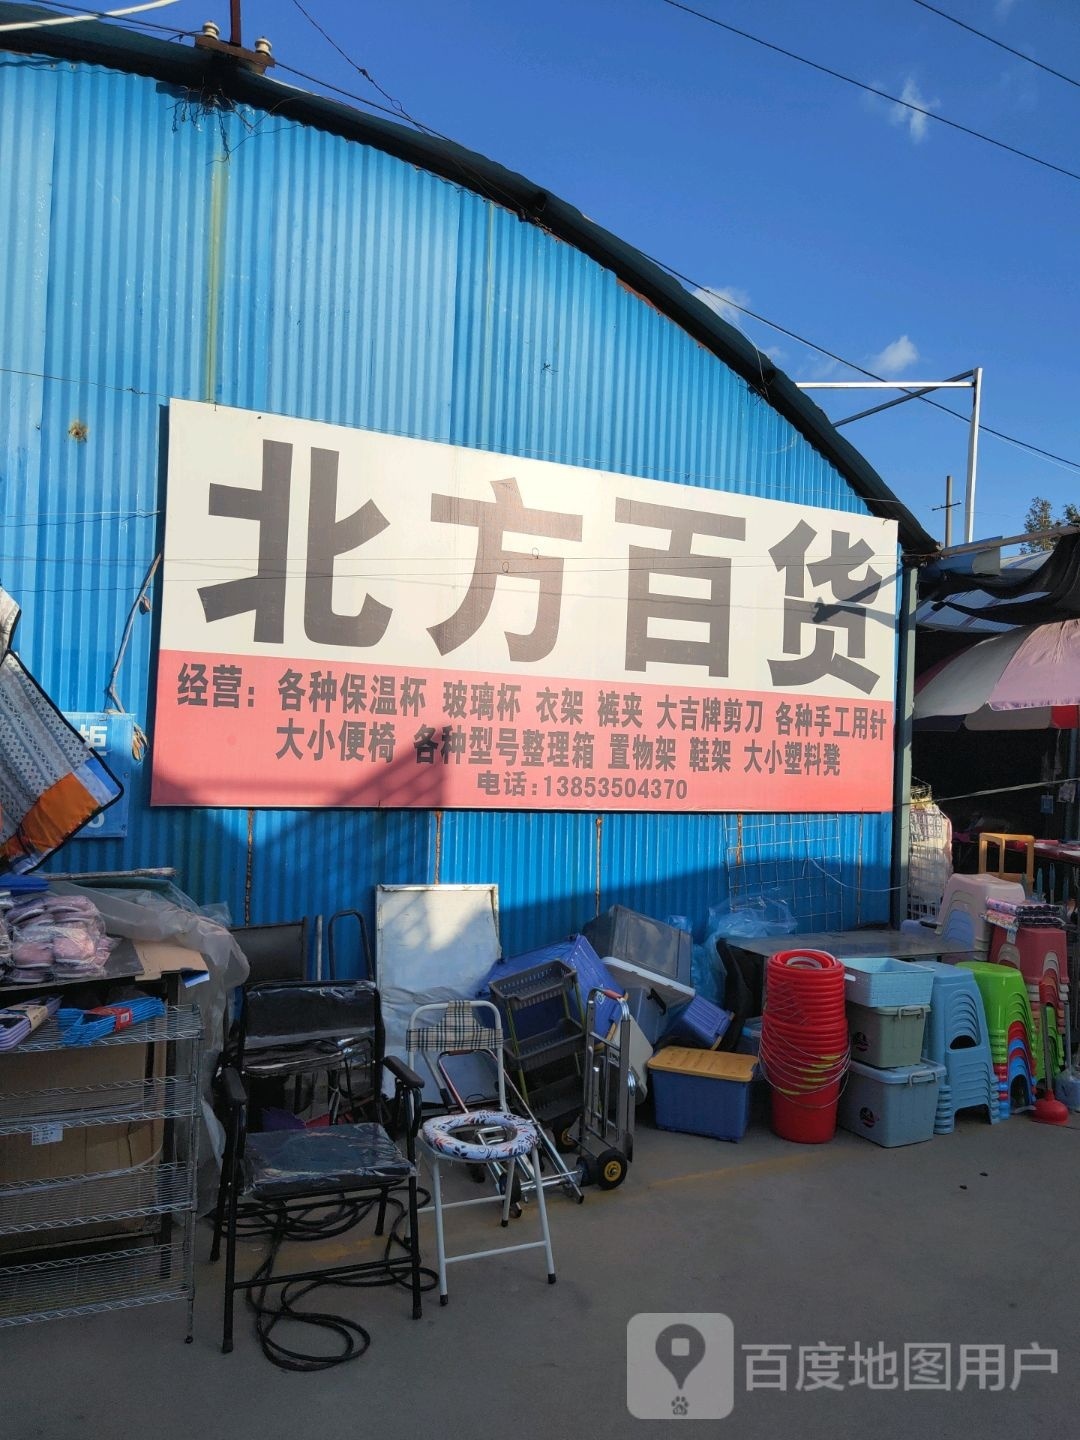 北方百货
经营：各种保温杯 玻璃杯 衣架 裤夹 大吉牌剪刀 各种手工用针
大小便椅 各种型号整理箱 置物架 鞋架 大小塑料凳
电话：13853504370
百度地图用户